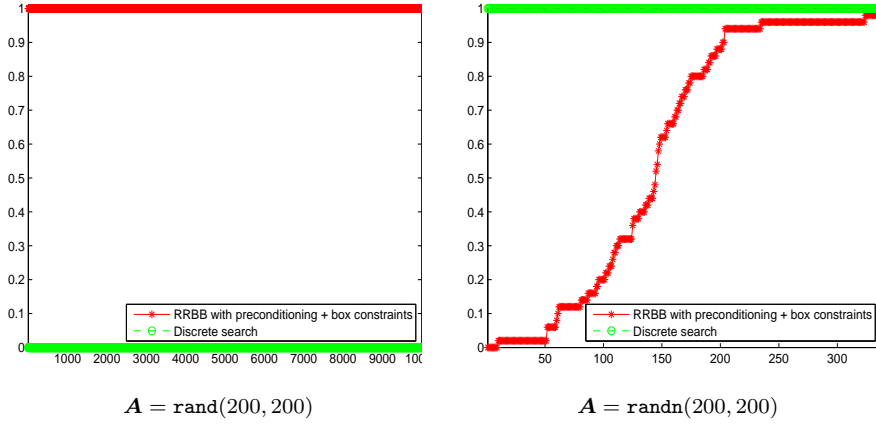 1
0.9
0.8
0.7
0.6
0.5
0.4
0.3
0.2
0.1
0
RRBB with preconditioning + box constraints
Discrete search
1000 2000 3000 4000 5000 6000 7000 8000 9000 100
A = rand(200, 200)
1
0.9
0.8
0.7
0.6
0.5
0.4
0.3
0.2
0.1
0
RRBB with preconditioning + box constraints
Discrete search
50 100 150 200 250 300
A = randn(200, 200)